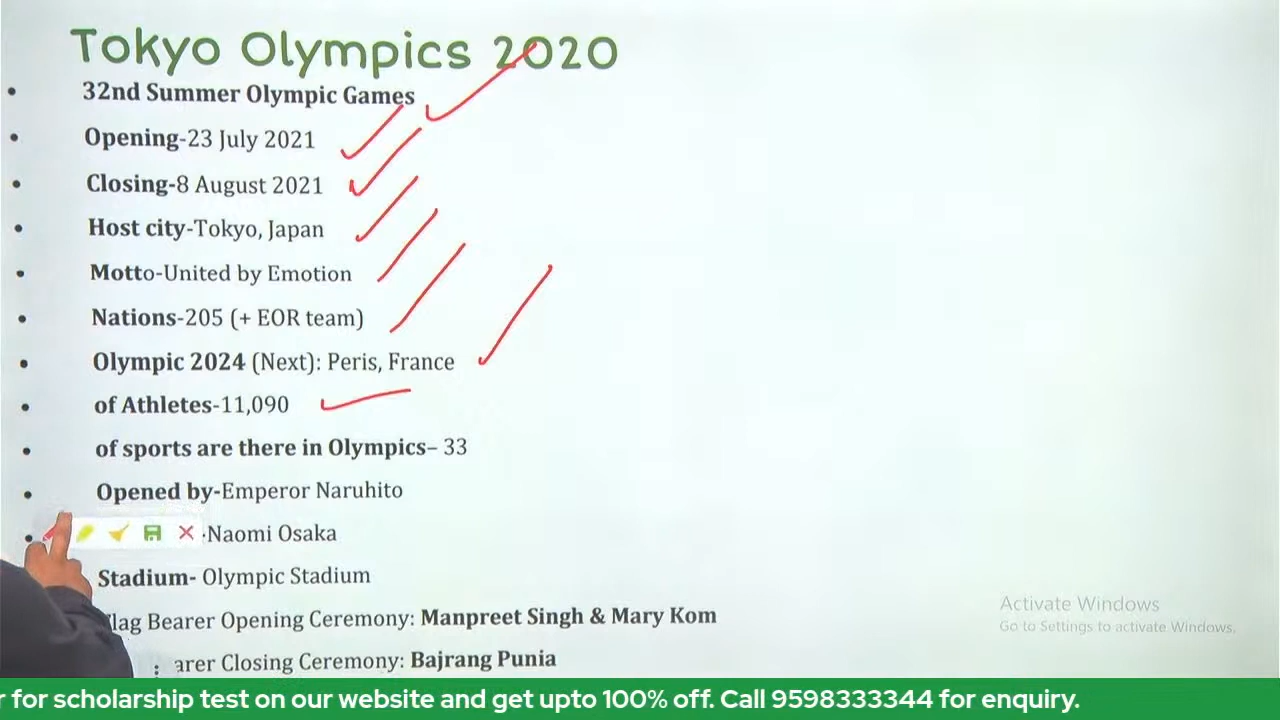 Tokyo Olympics 2020
• 32nd Summer Olympic Games
• Opening-23 July 2021
• Closing-8 August 2021
• Host city-Tokyo, Japan
• Motto-United by Emotion
• Nations-205 (+ EOR team)
• Olympic 2024 (Next): Peris, France
• of Athletes-11,090
• of sports are there in Olympics– 33
• Opened by-Emperor Naruhito
• -Naomi Osaka
Stadium- Olympic Stadium
Bearer Opening Ceremony: Manpreet Singh & Mary Kom
Closing Ceremony: Bajrang Punia
Activate Windows
Go to Settings to activate Windows.
for scholarship test on our website and get upto 100% off. Call 9598333344 for enquiry.